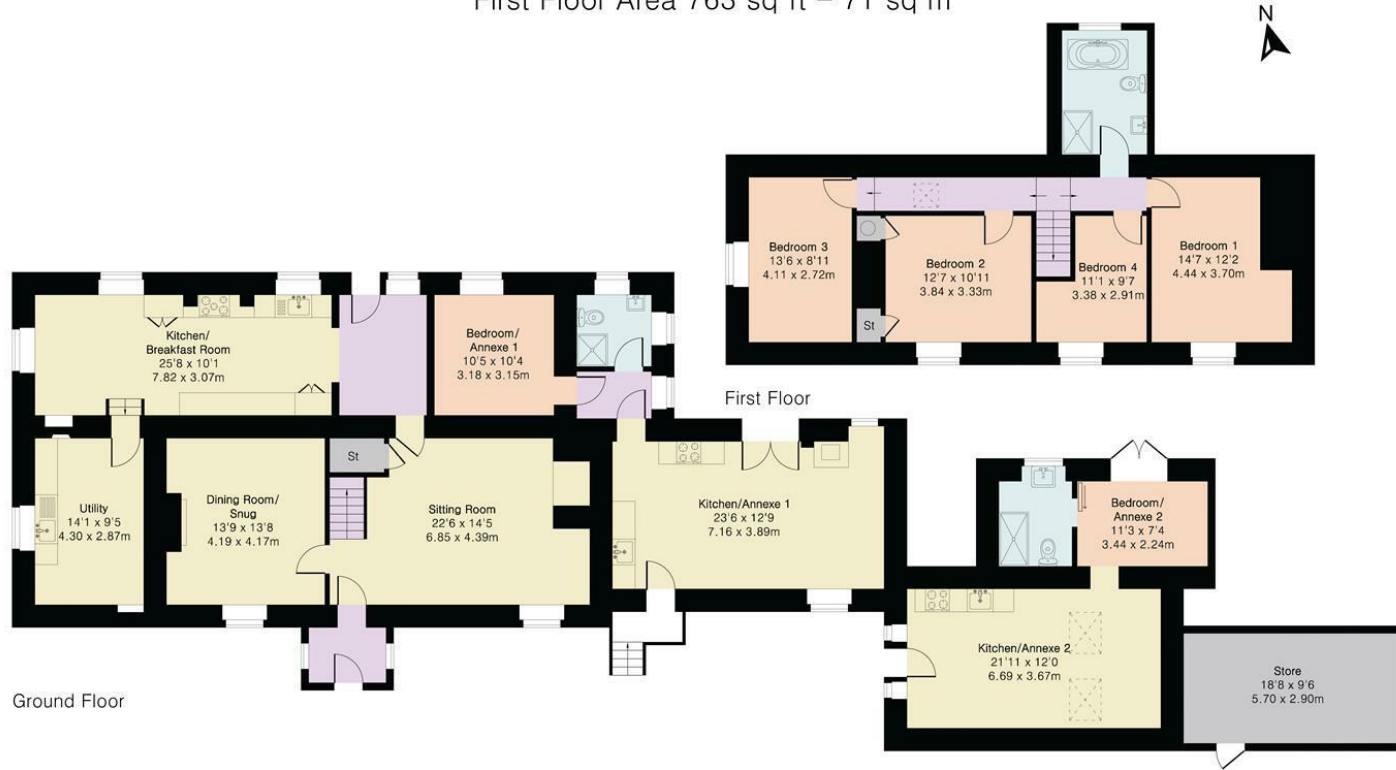 First Floor Area 763 sq ft – 71 sq m
N
Bedroom 3
13'6 x 8'11
4.11 x 2.72m
Bedroom 2
12'7 x 10'11
3.84 x 3.33m
St
Bedroom 4
11'1 x 9'7
3.38 x 2.91m
Bedroom 1
14'7 x 12'2
4.44 x 3.70m
First Floor
Kitchen/
Breakfast Room
25'8 x 10'1
7.82 x 3.07m
Bedroom/
Annexe 1
10'5 x 10'4
3.18 x 3.15m
Utility
14'1 x 9'5
4.30 x 2.87m
Dining Room/
Snug
13'9 x 13'8
4.19 x 4.17m
St
Sitting Room
22'6 x 14'5
6.85 x 4.39m
Kitchen/Annexe 1
23'6 x 12'9
7.16 x 3.89m
Bedroom/
Annexe 2
11'3 x 7'4
3.44 x 2.24m
Kitchen/Annexe 2
21'11 x 12'0
6.69 x 3.67m
Store
18'8 x 9'6
5.70 x 2.90m
Ground Floor